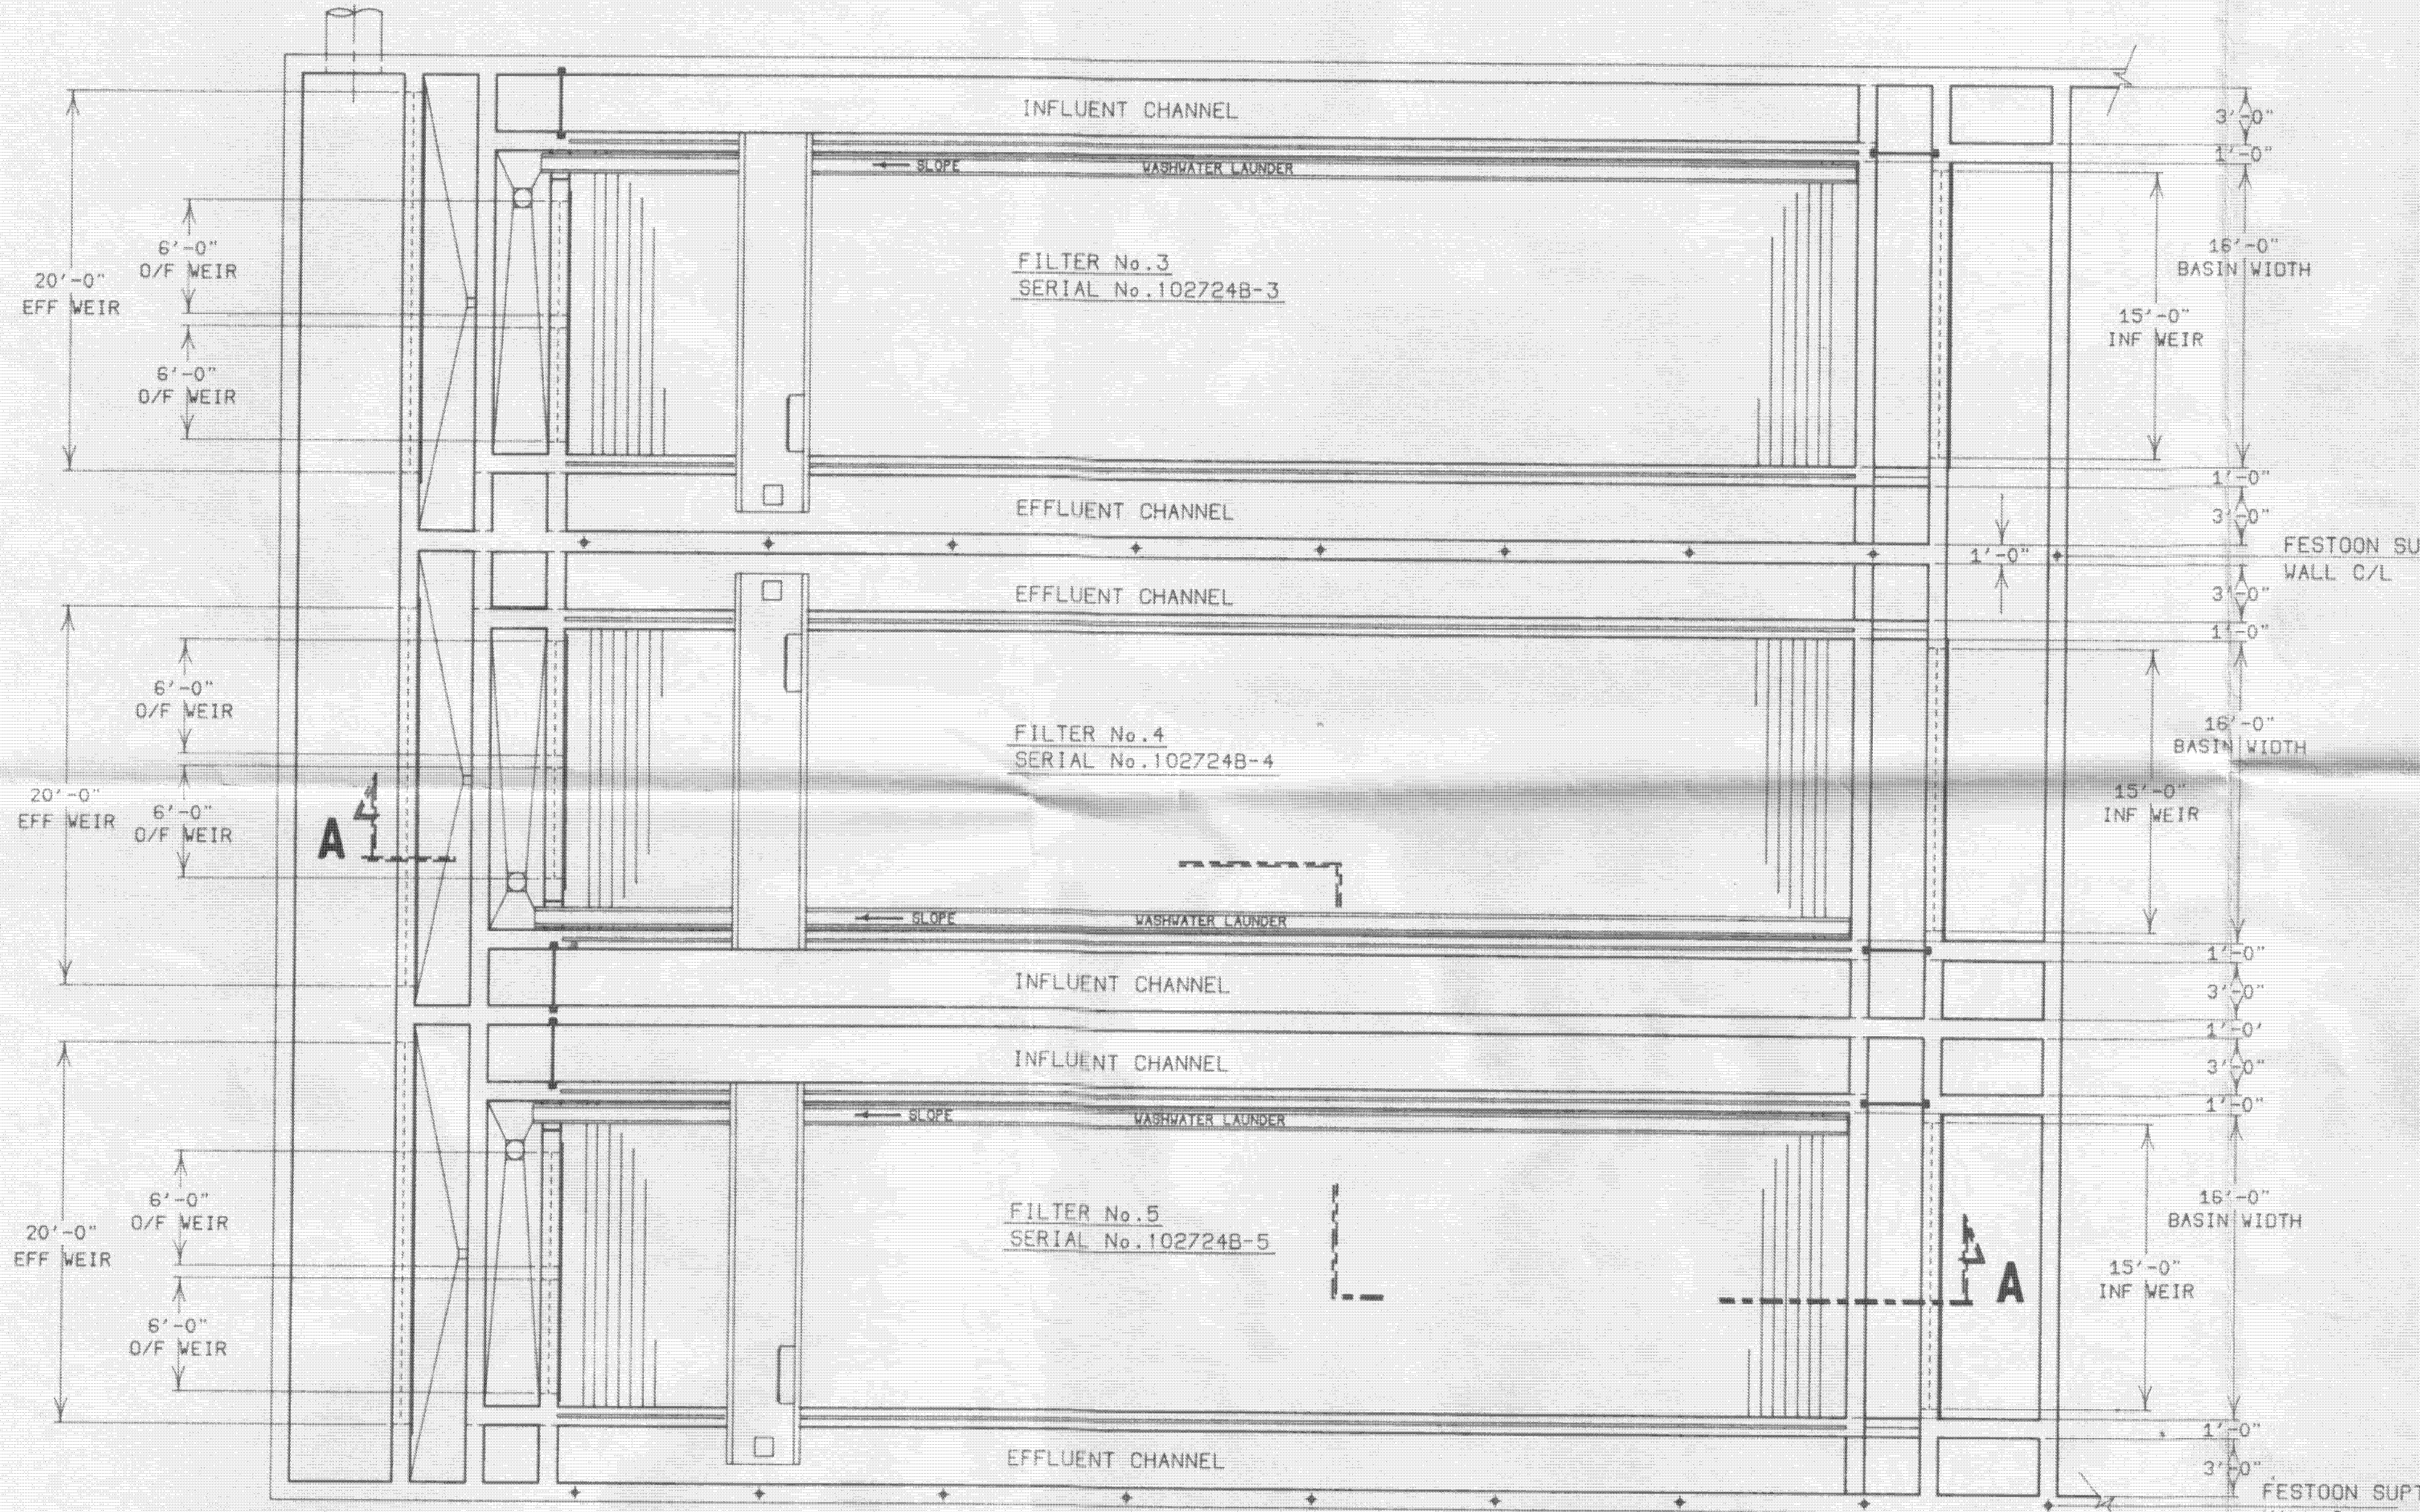 INFLUENT CHANNEL
3'-0"
1'-0"
SLOPE
WASHWATER LAUNDER
20'-0"
EFF WEIR
6'-0"
O/F WEIR
6'-0"
O/F WEIR
FILTER No.3
SERIAL No.102724B-3
16'-0"
BASIN WIDTH
15'-0"
INF WEIR
1'-0"
EFFLUENT CHANNEL
3'-0"
1'-0"
FESTOON SU
WALL C/L
EFFLUENT CHANNEL
3'-0"
1'-0"
6'-0"
O/F WEIR
20'-0"
EFF WEIR
6'-0"
O/F WEIR
A
FILTER No.4
SERIAL No.102724B-4
16'-0"
BASIN WIDTH
15'-0"
INF WEIR
SLOPE
WASHWATER LAUNDER
1'-0"
INFLUENT CHANNEL
3'-0"
1'-0'
INFLUENT CHANNEL
3'-0"
1'-0"
SLOPE
WASHWATER LAUNDER
6'-0"
O/F WEIR
20'-0"
EFF WEIR
6'-0"
O/F WEIR
FILTER No.5
SERIAL No.102724B-5
16'-0"
BASIN WIDTH
15'-0"
INF WEIR
A
1'-0"
EFFLUENT CHANNEL
3'-0"
FESTOON SUPT